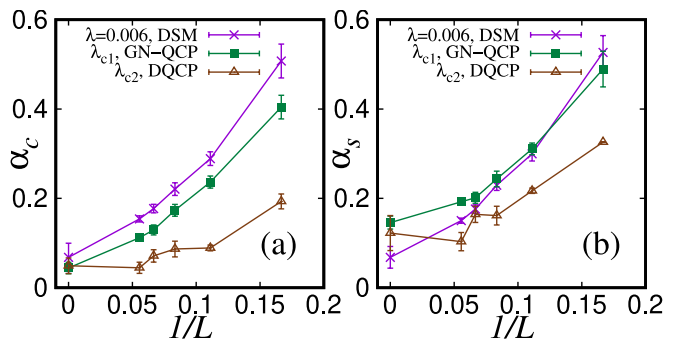 λ=0.006, DSM
λc1, GN−QCP
λc2, DQCP
0.6
0.4
0.2
0
αc
(a)
0 0.05 0.1 0.15 0.2
1/L
λ=0.006, DSM
λc1, GN−QCP
λc2, DQCP
0.6
0.4
0.2
0
αs
(b)
0 0.05 0.1 0.15 0.2
1/L